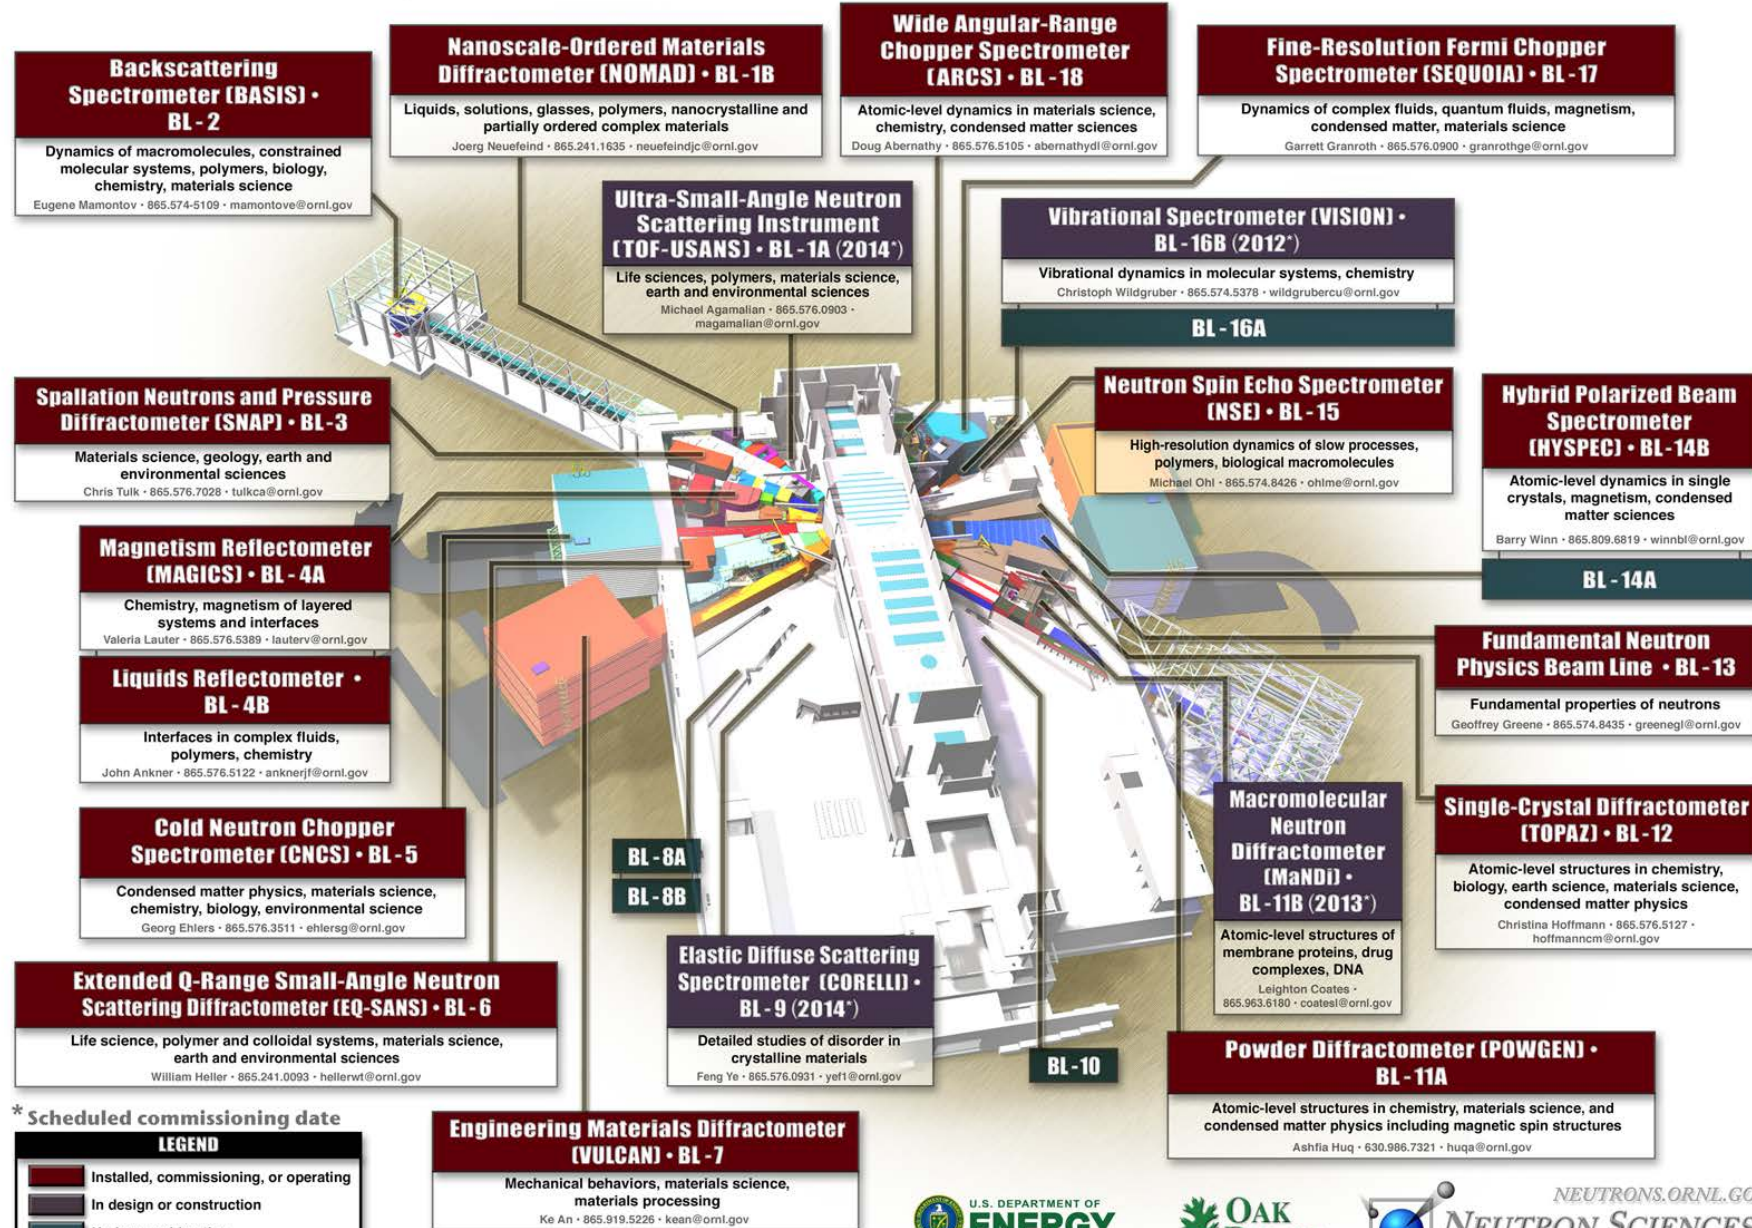 Backscattering
Spectrometer (BASIS) •
BL - 2
Dynamics of macromolecules, constrained
molecular systems, polymers, biology,
chemistry, materials science
Eugene Mamontov • 865.574-5109 • mamontove@ornl.gov
Nanoscale-Ordered Materials
Diffractometer (NOMAD) • BL - 1B
Liquids, solutions, glasses, polymers, nanocrystalline and
partially ordered complex materials
Joerg Neuefeind • 865.241.1635 • neuefeindjc@ornl.gov
Wide Angular-Range
Chopper Spectrometer
(ARCS) • BL - 18
Atomic-level dynamics in materials science,
chemistry, condensed matter sciences
Doug Abernathy • 865.576.5105 • abernathydl@ornl.gov
Fine-Resolution Fermi Chopper
Spectrometer (SEQUOIA) • BL - 17
Dynamics of complex fluids, quantum fluids, magnetism,
condensed matter, materials science
Garrett Granroth • 865.576.0900 • granrothge@ornl.gov
Ultra-Small-Angle Neutron
Scattering Instrument
(TOF-USANS) • BL - 1A (2014*)
Life sciences, polymers, materials science,
earth and environmental sciences
Michael Agamalian • 865.576.0903 •
magamalian@ornl.gov
Vibrational Spectrometer (VISION) •
BL - 16B (2012*)
Vibrational dynamics in molecular systems, chemistry
Christoph Wildgruber • 865.574.5378 • wildgrubercu@ornl.gov
BL - 16A
Spallation Neutrons and Pressure
Diffractometer (SNAP) • BL-3
Materials science, geology, earth and
environmental sciences
Chris Tulk • 865.576.7028 • tulkca@ornl.gov
Neutron Spin Echo Spectrometer
(NSE) • BL - 15
High-resolution dynamics of slow processes,
polymers, biological macromolecules
Michael Ohl • 865.574.8426 • ohlme@ornl.gov
Hybrid Polarized Beam
Spectrometer
(HYSPEC) • BL - 14B
Atomic-level dynamics in single
crystals, magnetism, condensed
matter sciences
Barry Winn • 865.809.6819 • winnbl@ornl.gov
BL - 14A
Magnetism Reflectometer
(MAGICS) • BL - 4A
Chemistry, magnetism of layered
systems and interfaces
Valeria Lauter • 865.576.5389 • lauterv@ornl.gov
Liquids Reflectometer •
BL - 4B
Interfaces in complex fluids,
polymers, chemistry
John Ankner • 865.576.5122 • anknerjf@ornl.gov
Fundamental Neutron
Physics Beam Line • BL - 13
Fundamental properties of neutrons
Geoffrey Greene • 865.574.8435 • greenegl@ornl.gov
Cold Neutron Chopper
Spectrometer (CNCS) • BL - 5
Condensed matter physics, materials science,
chemistry, biology, environmental science
Georg Ehlers • 865.576.3511 • ehlersg@ornl.gov
BL - 8A
BL - 8B
Macromolecular
Neutron
Diffractometer
(MaNDi) •
BL - 11B (2013*)
Atomic-level structures of
membrane proteins, drug
complexes, DNA
Leighton Coates •
865.963.6180 • coatesl@ornl.gov
Single-Crystal Diffractometer
(TOPAZ) • BL - 12
Atomic-level structures in chemistry,
biology, earth science, materials science,
condensed matter physics
Christina Hoffmann • 865.576.5127 •
hoffmanncm@ornl.gov
Extended Q-Range Small-Angle Neutron
Scattering Diffractometer (EQ-SANS) • BL - 6
Life science, polymer and colloidal systems, materials science,
earth and environmental sciences
William Heller • 865.241.0093 • hellerwt@ornl.gov
Elastic Diffuse Scattering
Spectrometer (CORELLI) •
BL - 9 (2014*)
Detailed studies of disorder in
crystalline materials
Feng Ye • 865.576.0931 • yef1@ornl.gov
BL - 10
Powder Diffractometer (POWGEN) •
BL - 11A
Atomic-level structures in chemistry, materials science, and
condensed matter physics including magnetic spin structures
Ashfia Huq • 630.986.7321 • huqa@ornl.gov
* Scheduled commissioning date
LEGEND
Installed, commissioning, or operating
In design or construction
Engineering Materials Diffractometer
(VULCAN) • BL - 7
Mechanical behaviors, materials science,
materials processing
Ke An • 865.919.5226 • kean@ornl.gov
U.S. DEPARTMENT OF
ENERGY
OAK
NEUTRONS.ORNL.GO
NEUTRON SCIENCES